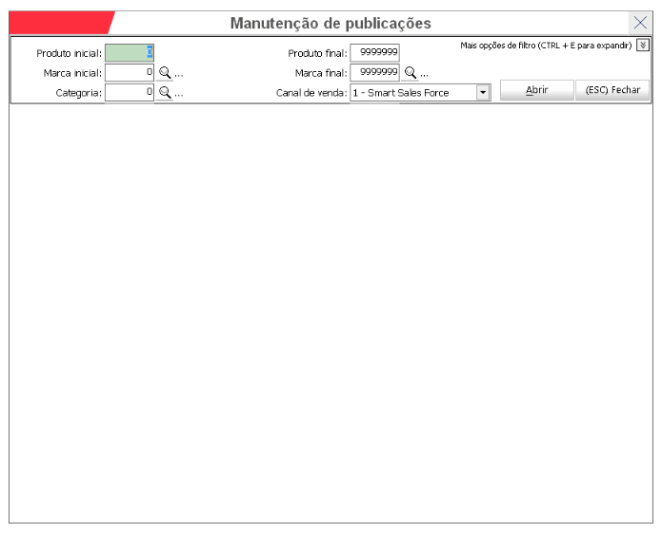 Manutenção de publicações
Produto inicial: 0 Produto final: 9999999 Mais opções de filtro (CTRL + E para expandir)
Marca inicial: 0 ... Marca final: 9999999 ...
Categoria: 0 ... Canal de venda: 1 - Smart Sales Force Abrir (ESC) Fechar